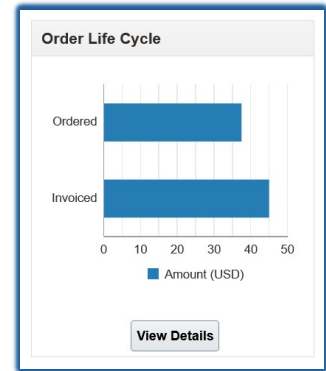 Order Life Cycle
Ordered
Invoiced
0 10 20 30 40 50
Amount (USD)
View Details